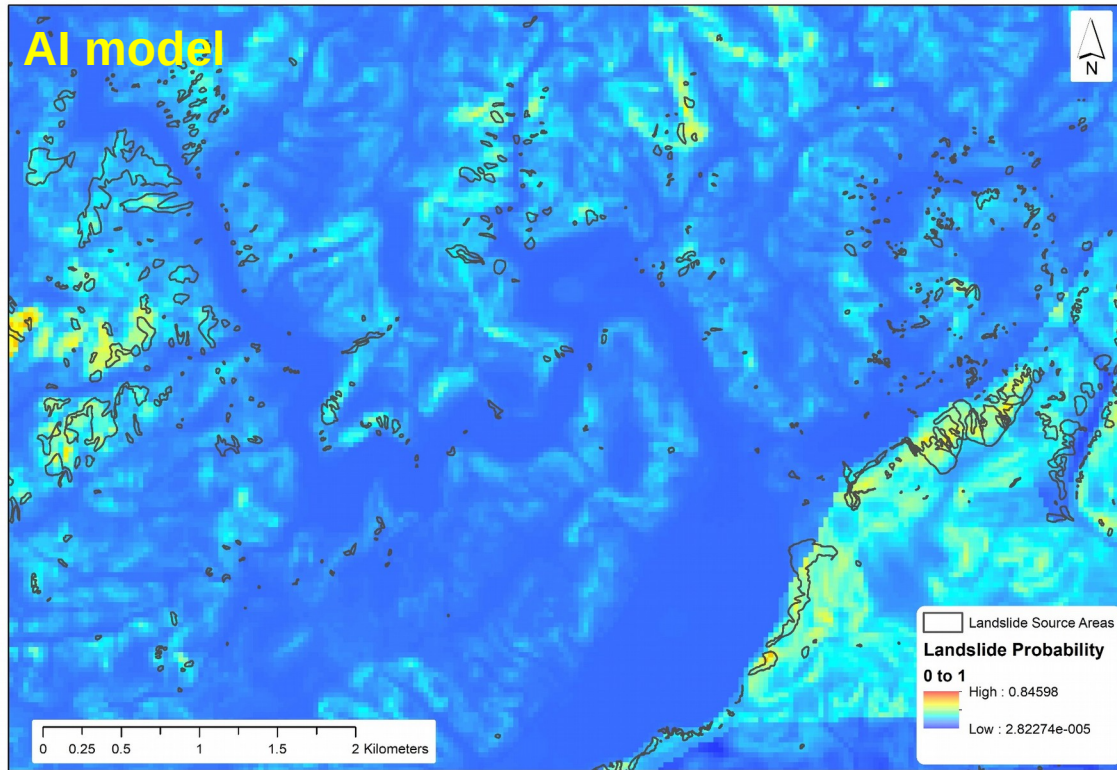 AI model
N
Landslide Source Areas
Landslide Probability
0 to 1
High : 0.84598
Low : 2.82274e-005
0 0.25 0.5 1 1.5 2 Kilometers